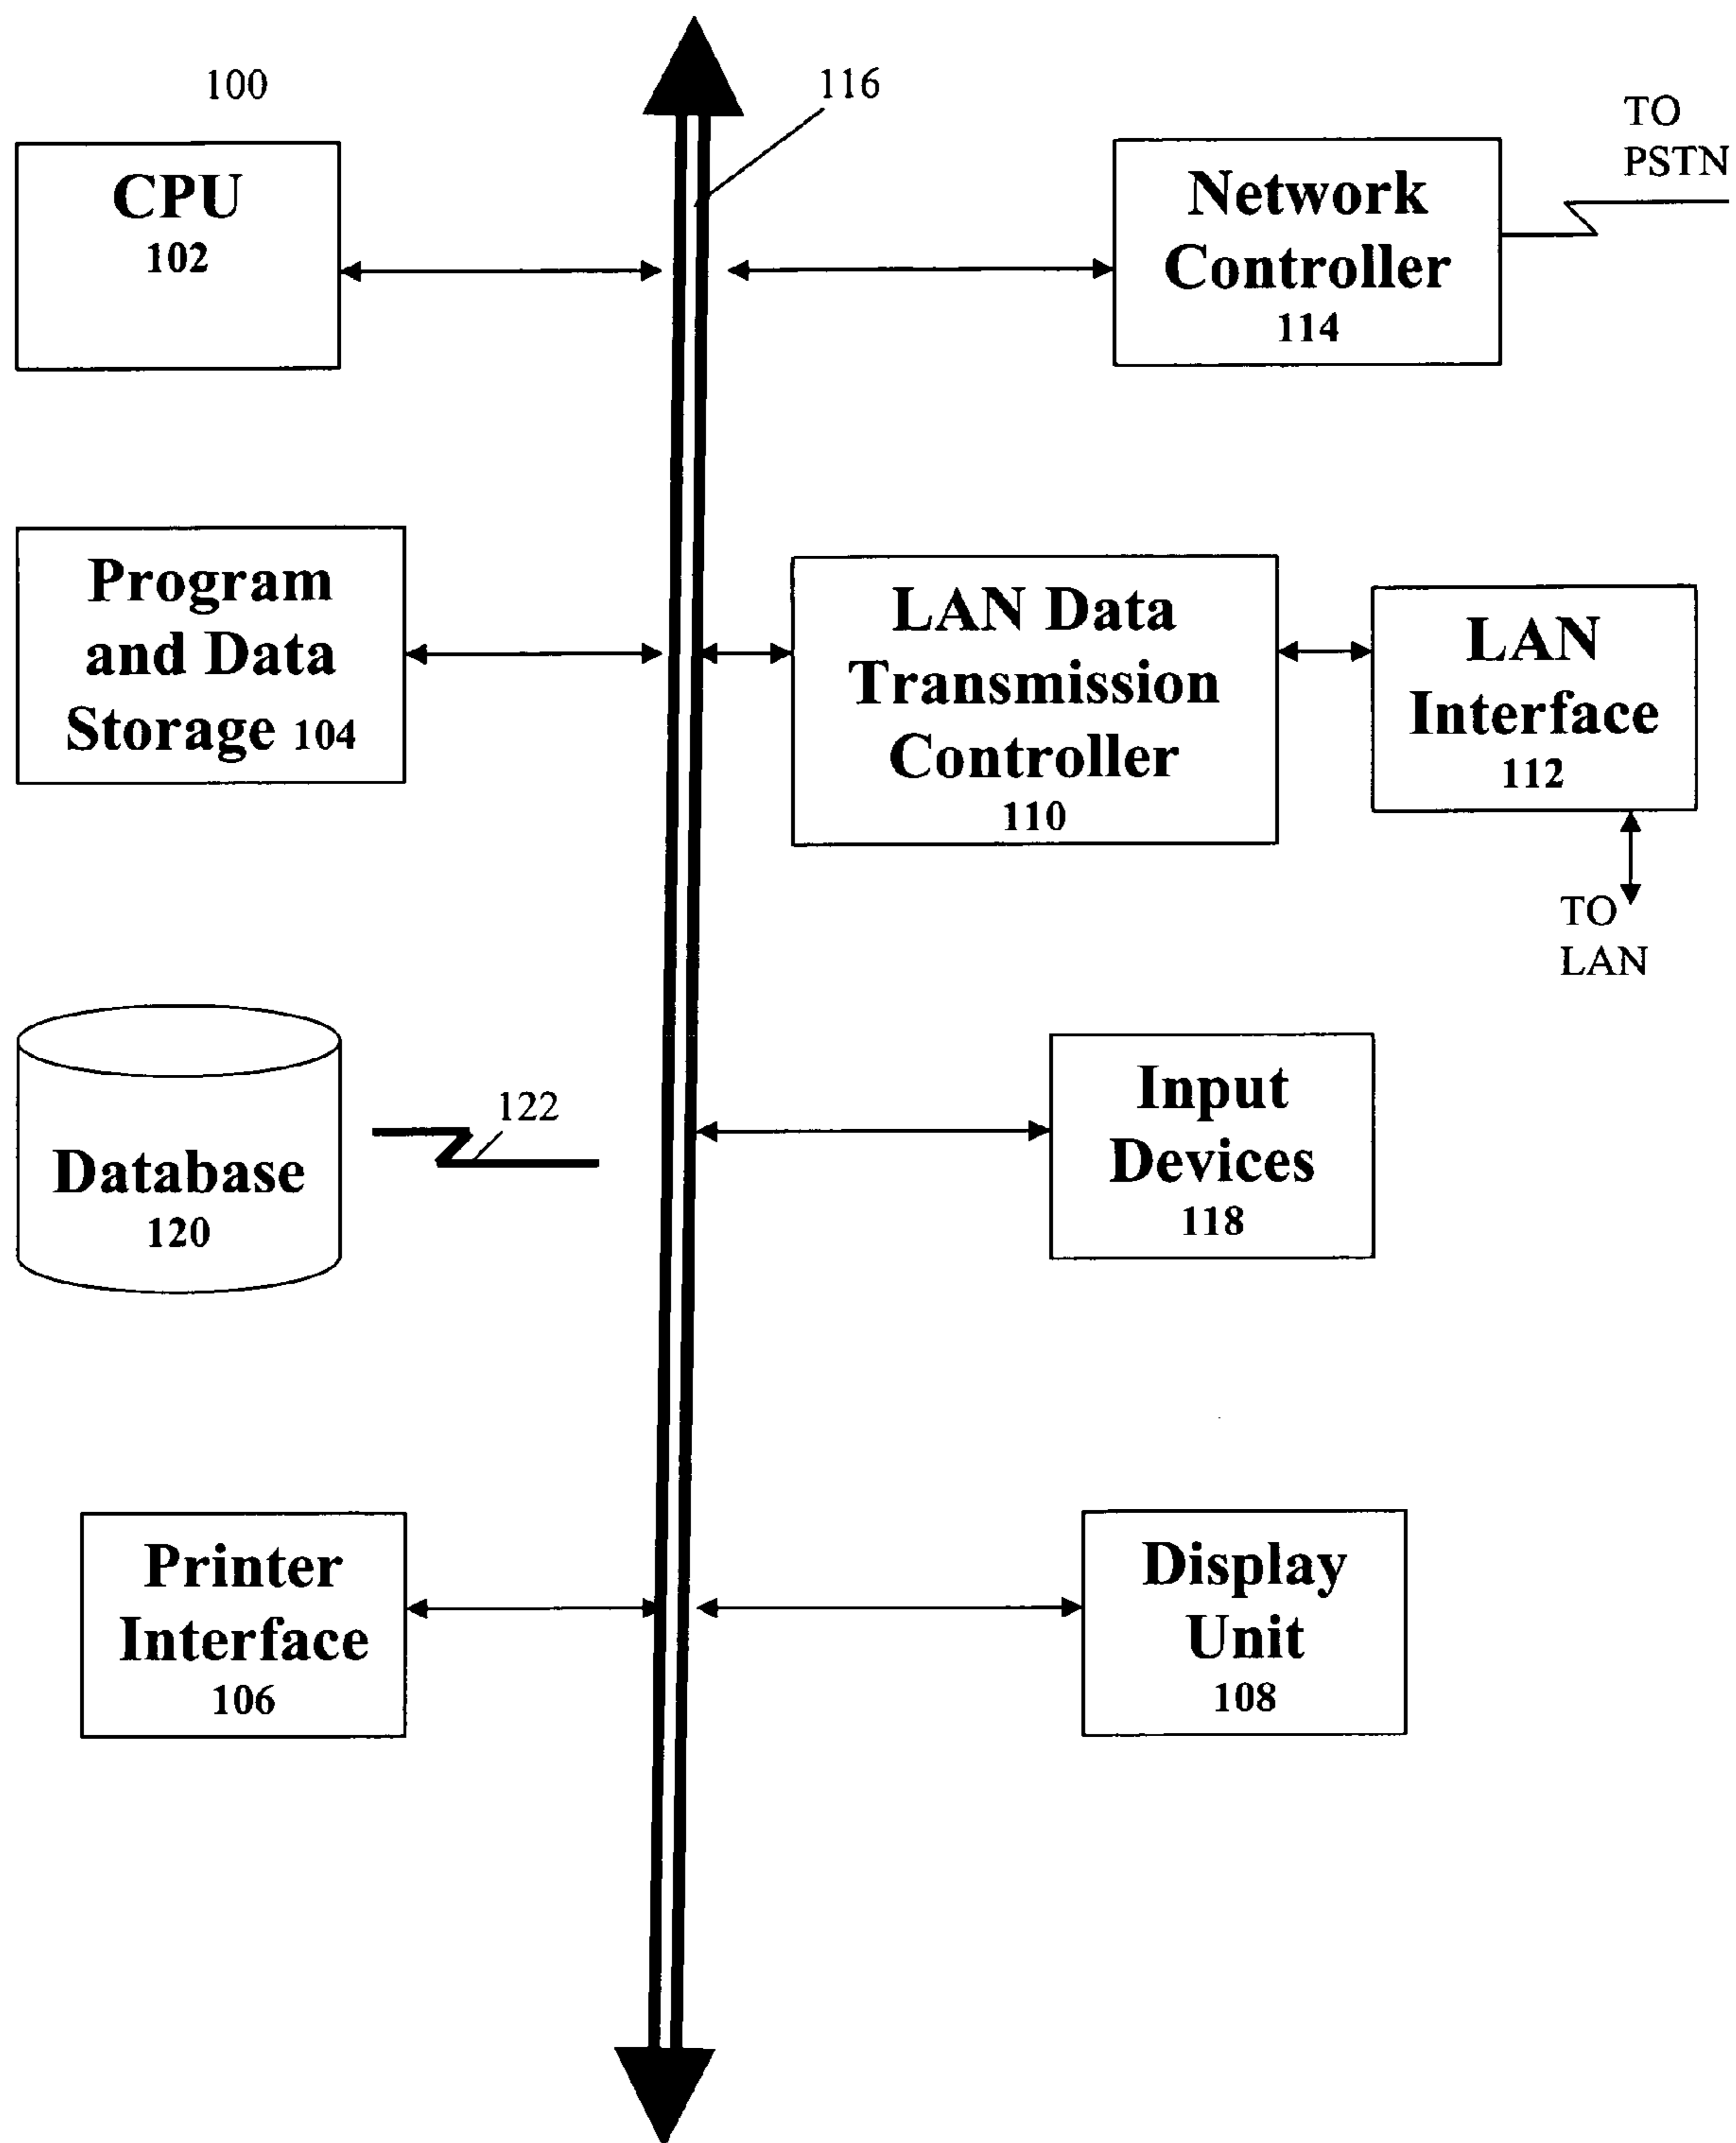 100
116
TO
PSTN
CPU
102
Network
Controller
114
Program
and Data
Storage 104
LAN Data
Transmission
Controller
110
LAN
Interface
112
TO
LAN
Database
120
122
Input
Devices
118
Printer
Interface
106
Display
Unit
108